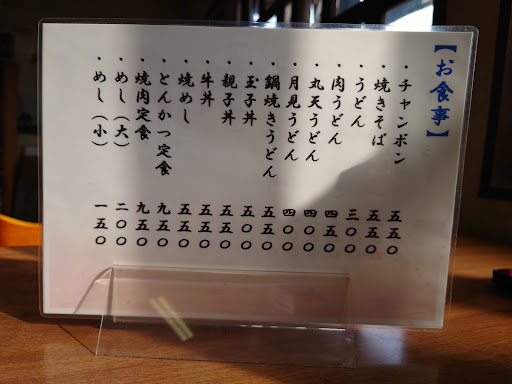 【お食事】
・チャンポン 五五〇
・焼きそば 五五〇
・うどん 三〇〇
・肉うどん 四五〇
・丸天うどん 四〇〇
・月見うどん 四〇〇
・鍋焼きうどん 五五〇
・玉子丼 五〇〇
・親子丼 五五〇
・牛丼 五五〇
・焼めし 五五〇
・とんかつ定食 九五〇
・焼肉定食 九五〇
・めし（大） 二〇〇
・めし（小） 一五〇